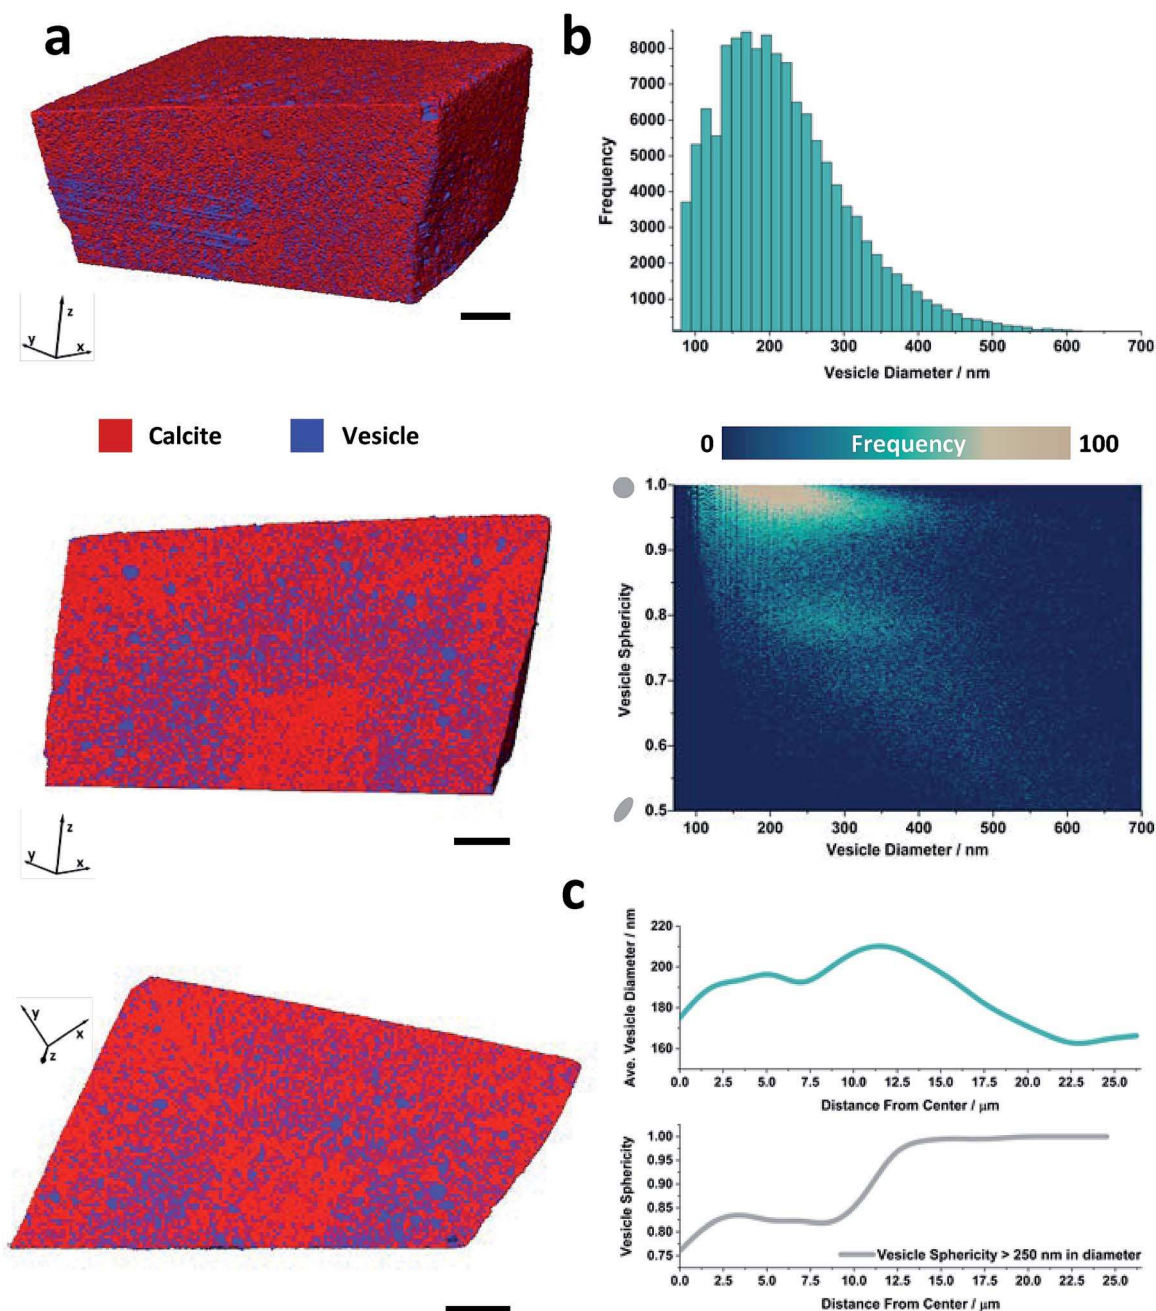 a
z
y
x
Calcite
Vesicle
z
y
x
y
x
z
b
8000
7000
6000
5000
4000
3000
2000
1000
Frequency
100 200 300 400 500 600 700
Vesicle Diameter / nm
0 Frequency 100
1.0
0.9
0.8
0.7
0.6
0.5
Vesicle Sphericity
100 200 300 400 500 600 700
Vesicle Diameter / nm
c
220
200
180
160
Ave. Vesicle Diameter / nm
0.0 2.5 5.0 7.5 10.0 12.5 15.0 17.5 20.0 22.5 25.0
Distance From Center / μm
1.00
0.95
0.90
0.85
0.80
0.75
Vesicle Sphericity
Vesicle Sphericity > 250 nm in diameter
0.0 2.5 5.0 7.5 10.0 12.5 15.0 17.5 20.0 22.5 25.0
Distance From Center / μm